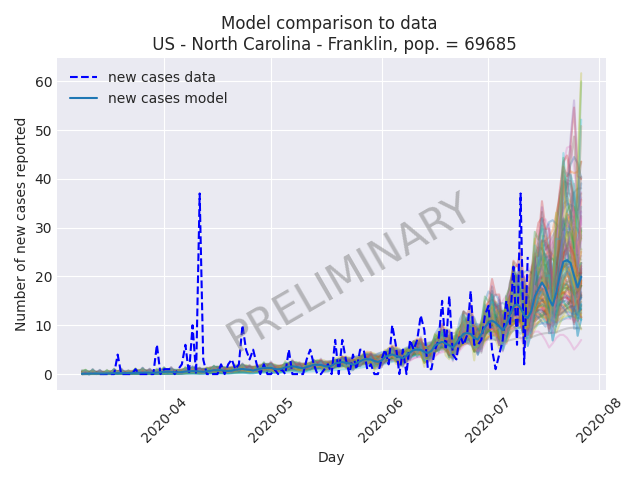 Model comparison to data
US - North Carolina - Franklin, pop. = 69685
new cases data
new cases model
PRELIMINARY
Number of new cases reported
60
50
40
30
20
10
0
2020-04
2020-05
2020-06
2020-07
2020-08
Day